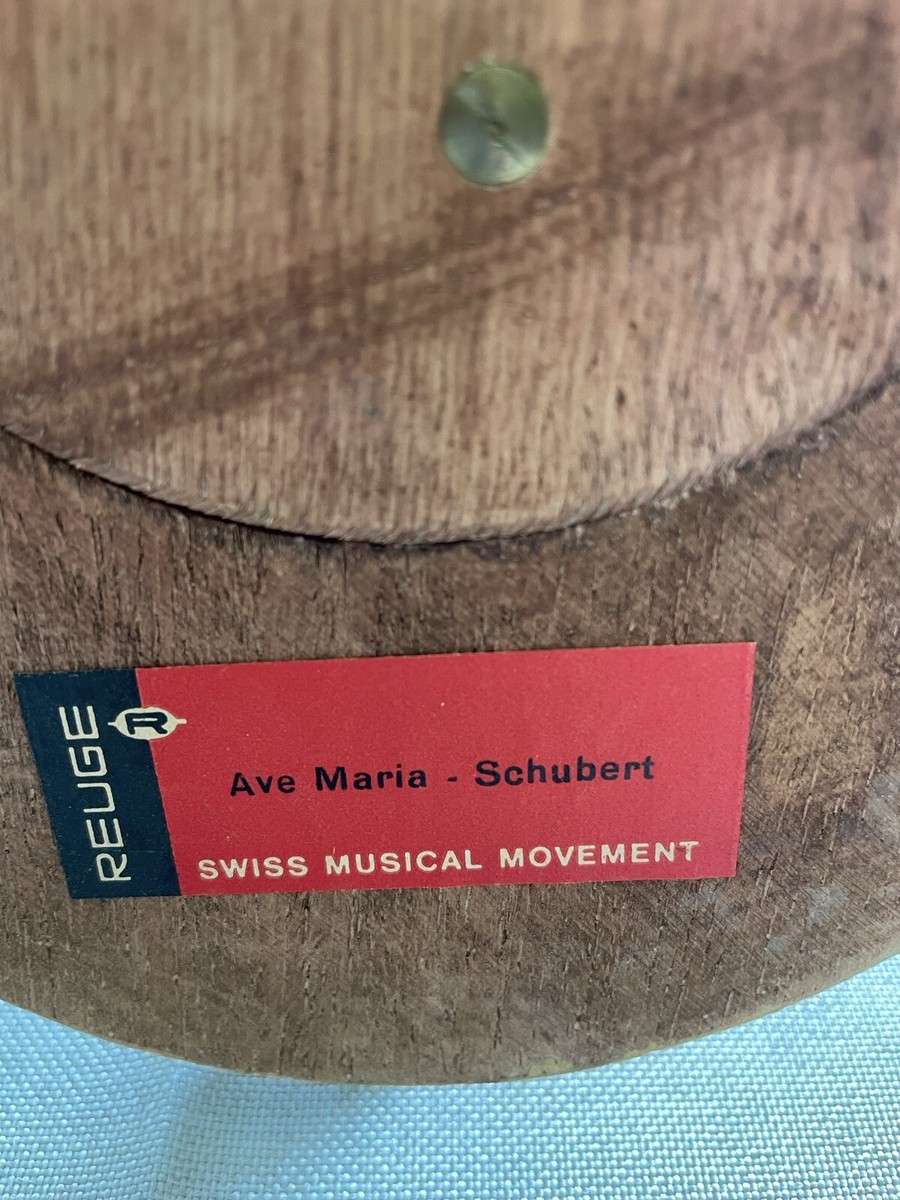 REUGE
R
Ave Maria - Schubert
SWISS MUSICAL MOVEMENT